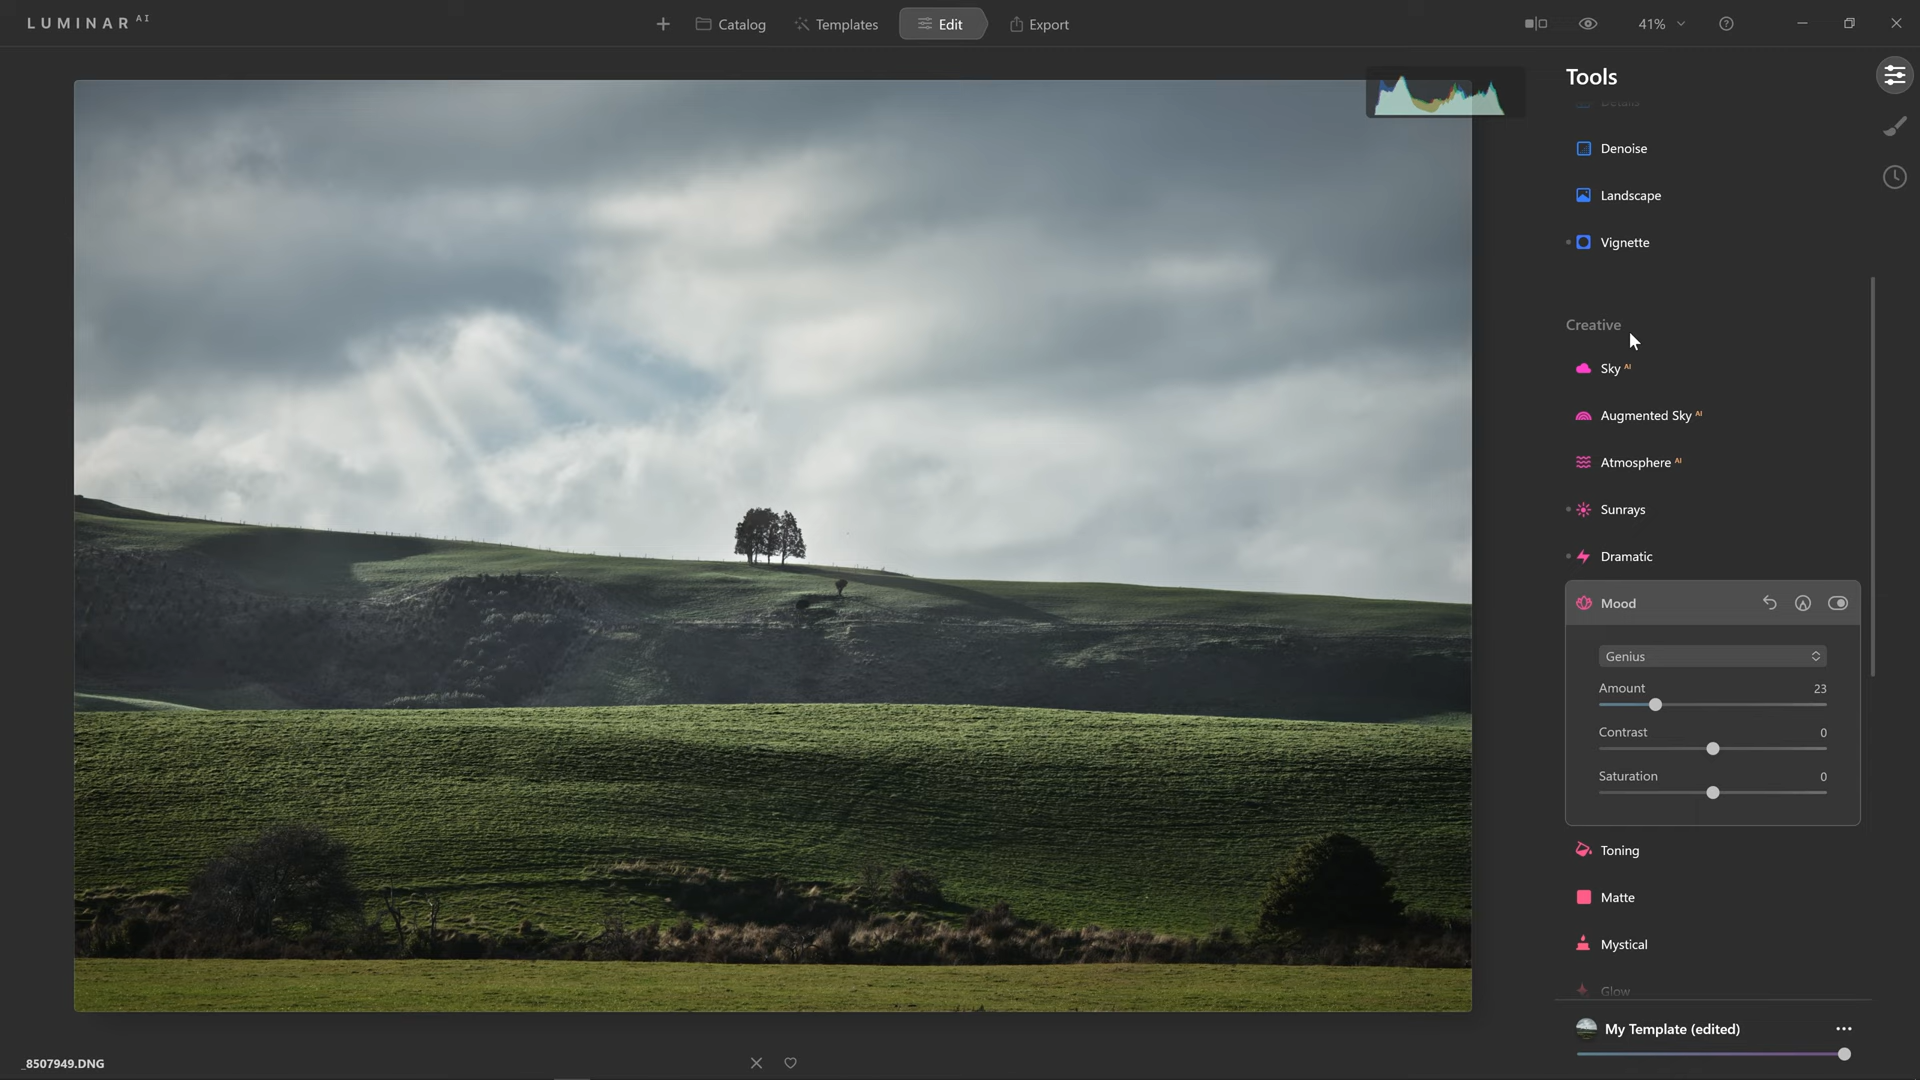 LUMINAR AI
Catalog
Templates
Edit
Export
41%
Tools
Details
Denoise
Landscape
Vignette
Creative
Sky AI
Augmented Sky AI
Atmosphere AI
Sunrays
Dramatic
Mood
Genius
Amount 23
Contrast 0
Saturation 0
Toning
Matte
Mystical
Glow
My Template (edited)
_8507949.DNG